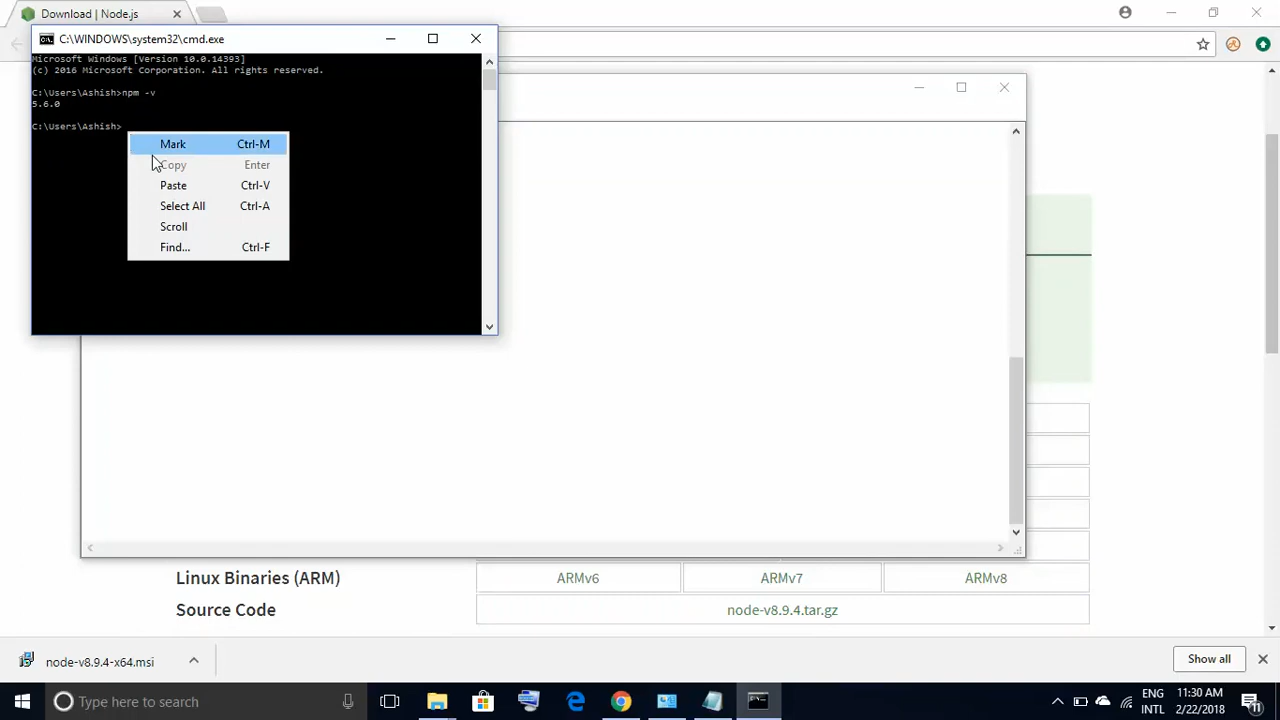 Download | Node.js
C:\WINDOWS\system32\cmd.exe
Microsoft Windows [Version 10.0.14393]
(c) 2016 Microsoft Corporation. All rights reserved.
C:\Users\Ashish>npm -v
5.6.0
C:\Users\Ashish>
Mark Ctrl-M
Copy Enter
Paste Ctrl-V
Select All Ctrl-A
Scroll
Find... Ctrl-F
Linux Binaries (ARM) ARMv6 ARMv7 ARMv8
Source Code node-v8.9.4.tar.gz
node-v8.9.4-x64.msi Show all
Type here to search
ENG 11:30 AM
INTL 2/22/2018
11